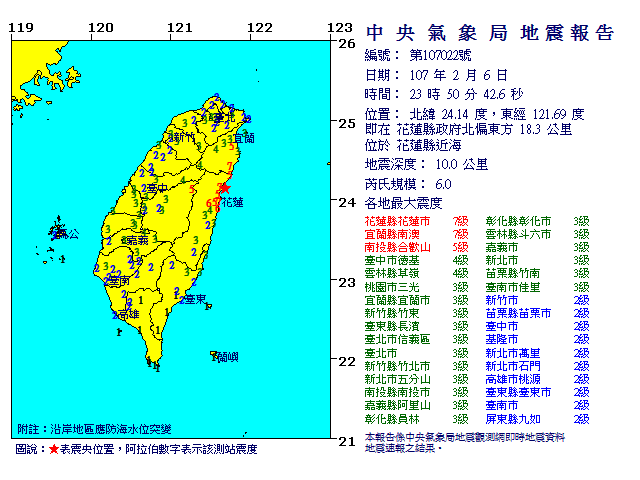 中央氣象局地震報告
編號： 第107022號
日期： 107 年 2 月 6 日
時間： 23 時 50 分 42.6 秒
位置： 北緯 24.14 度，東經 121.69 度
即在 花蓮縣政府北偏東方 18.3 公里
位於 花蓮縣近海
地震深度： 10.0 公里
芮氏規模： 6.0
各地最大震度
花蓮縣花蓮市 7級 彰化縣彰化市 3級
宜蘭縣南澳 7級 雲林縣斗六市 3級
南投縣合歡山 5級 嘉義市 3級
臺中市德基 4級 新北市 3級
雲林縣草嶺 4級 苗栗縣竹南 3級
桃園市三光 3級 臺南市佳里 3級
宜蘭縣宜蘭市 3級 新竹市 2級
新竹縣竹東 3級 苗栗縣苗栗市 2級
臺東縣長濱 3級 臺中市 2級
臺北市信義區 3級 基隆市 2級
臺北市 3級 新北市萬里 2級
新竹縣竹北市 3級 新北市石門 2級
新北市五分山 3級 高雄市桃源 2級
南投縣南投市 3級 臺東縣臺東市 2級
嘉義縣阿里山 3級 臺南市 2級
彰化縣員林 3級 屏東縣九如 2級
本報告係中央氣象局地震觀測網即時地震資料
地震速報之結果。
119 120 121 122 123
26
25
24
23
22
21
臺北
新竹
宜蘭
臺中
花蓮
嘉義
臺南
臺東
高雄
蘭嶼
附註：沿岸地區應防海水位突變
圖說：★表震央位置，阿拉伯數字表示該測站震度